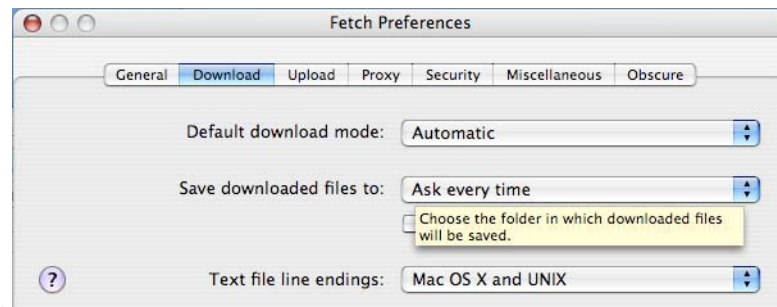 Fetch Preferences
General Download Upload Proxy Security Miscellaneous Obscure
Default download mode: Automatic
Save downloaded files to: Ask every time
Choose the folder in which downloaded files
will be saved.
? Text file line endings: Mac OS X and UNIX